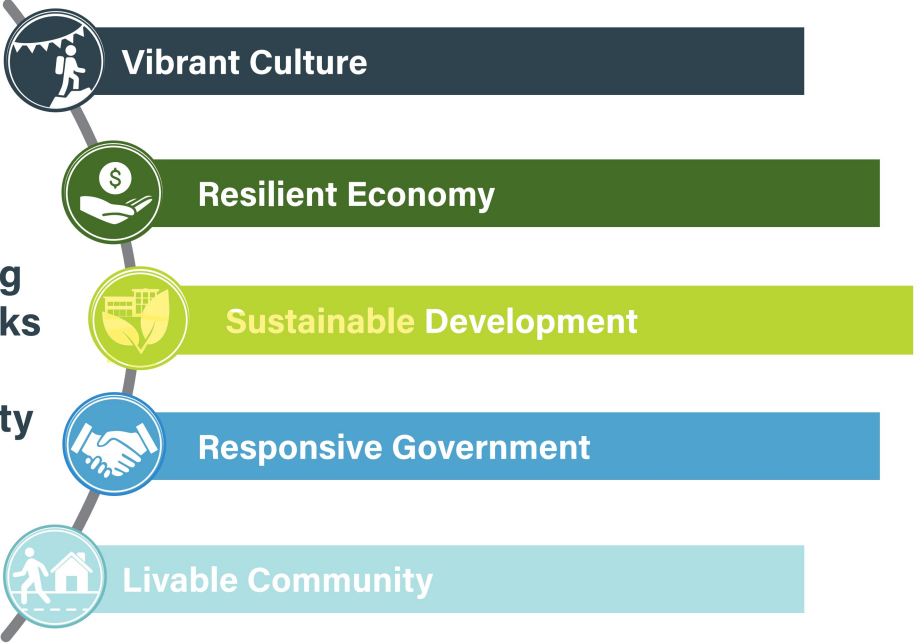 Vibrant Culture
$
Resilient Economy
g
ks
Sustainable Development
ty
Responsive Government
Livable Community